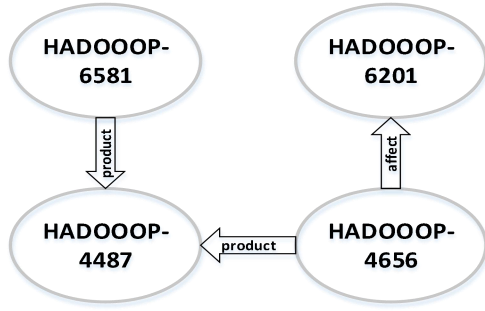 HADOOOP-
6581
HADOOOP-
6201
product
affect
HADOOOP-
4487
product
HADOOOP-
4656